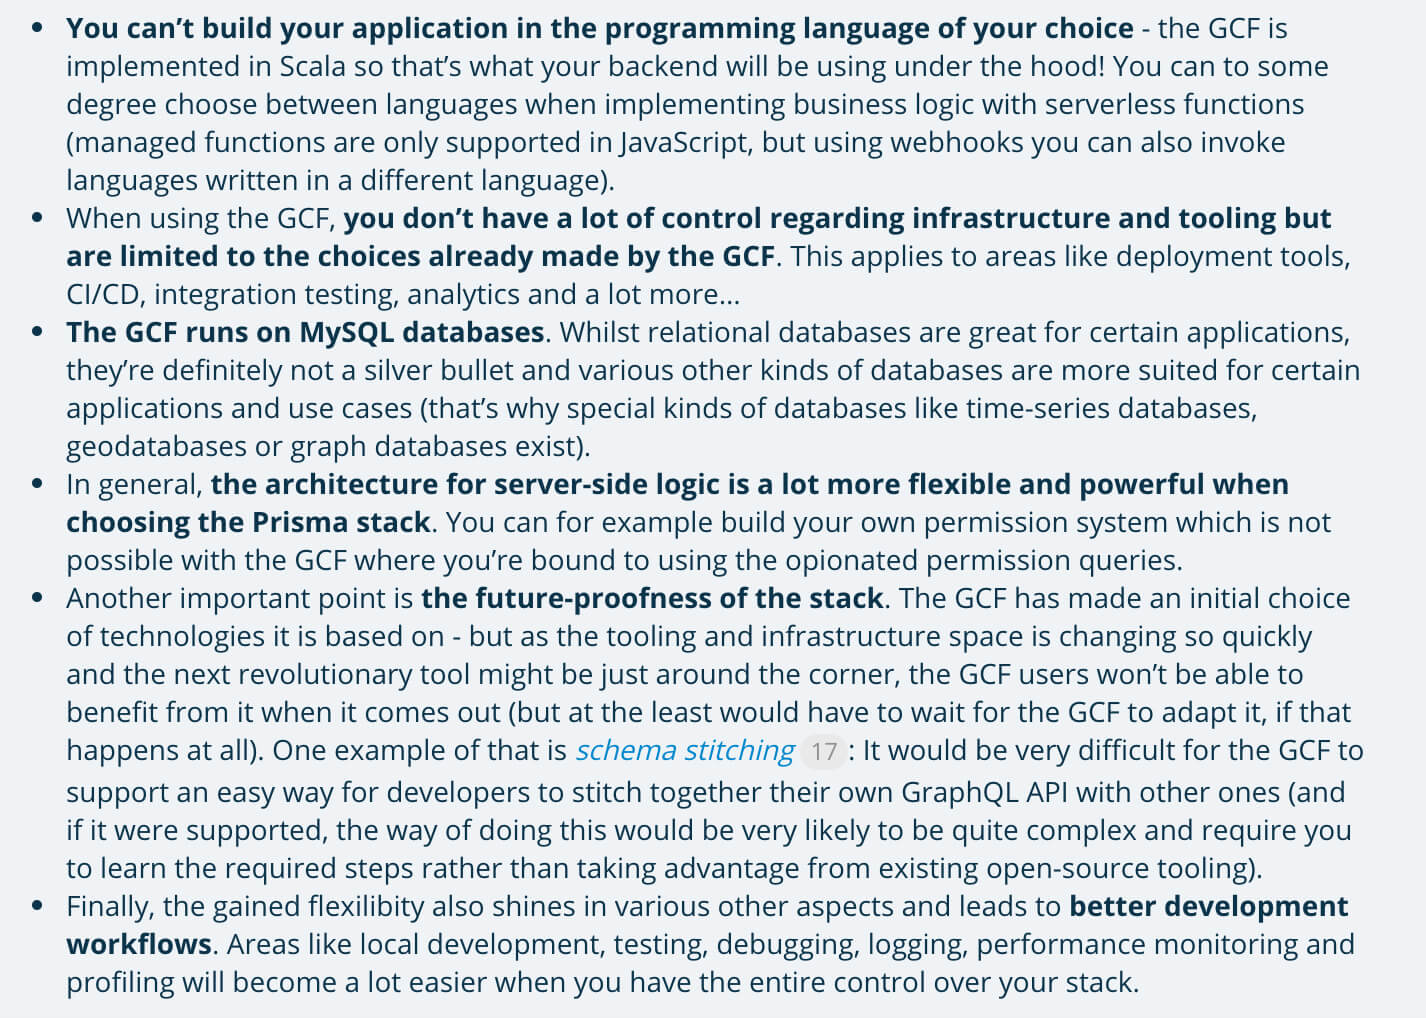 • You can’t build your application in the programming language of your choice - the GCF is
implemented in Scala so that’s what your backend will be using under the hood! You can to some
degree choose between languages when implementing business logic with serverless functions
(managed functions are only supported in JavaScript, but using webhooks you can also invoke
languages written in a different language).
• When using the GCF, you don’t have a lot of control regarding infrastructure and tooling but
are limited to the choices already made by the GCF. This applies to areas like deployment tools,
CI/CD, integration testing, analytics and a lot more...
• The GCF runs on MySQL databases. Whilst relational databases are great for certain applications,
they’re definitely not a silver bullet and various other kinds of databases are more suited for certain
applications and use cases (that’s why special kinds of databases like time-series databases,
geodatabases or graph databases exist).
• In general, the architecture for server-side logic is a lot more flexible and powerful when
choosing the Prisma stack. You can for example build your own permission system which is not
possible with the GCF where you’re bound to using the opionated permission queries.
• Another important point is the future-proofness of the stack. The GCF has made an initial choice
of technologies it is based on - but as the tooling and infrastructure space is changing so quickly
and the next revolutionary tool might be just around the corner, the GCF users won’t be able to
benefit from it when it comes out (but at the least would have to wait for the GCF to adapt it, if that
happens at all). One example of that is schema stitching 17 : It would be very difficult for the GCF to
support an easy way for developers to stitch together their own GraphQL API with other ones (and
if it were supported, the way of doing this would be very likely to be quite complex and require you
to learn the required steps rather than taking advantage from existing open-source tooling).
• Finally, the gained flexilibity also shines in various other aspects and leads to better development
workflows. Areas like local development, testing, debugging, logging, performance monitoring and
profiling will become a lot easier when you have the entire control over your stack.